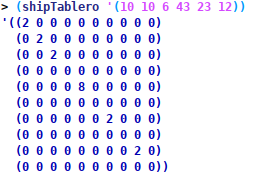 > (shipTablero '(10 10 6 43 23 12))
'((2 0 0 0 0 0 0 0 0 0)
(0 2 0 0 0 0 0 0 0 0)
(0 0 2 0 0 0 0 0 0 0)
(0 0 0 0 0 0 0 0 0 0)
(0 0 0 0 8 0 0 0 0 0)
(0 0 0 0 0 0 0 0 0 0)
(0 0 0 0 0 0 2 0 0 0)
(0 0 0 0 0 0 0 0 0 0)
(0 0 0 0 0 0 0 0 2 0)
(0 0 0 0 0 0 0 0 0 0))